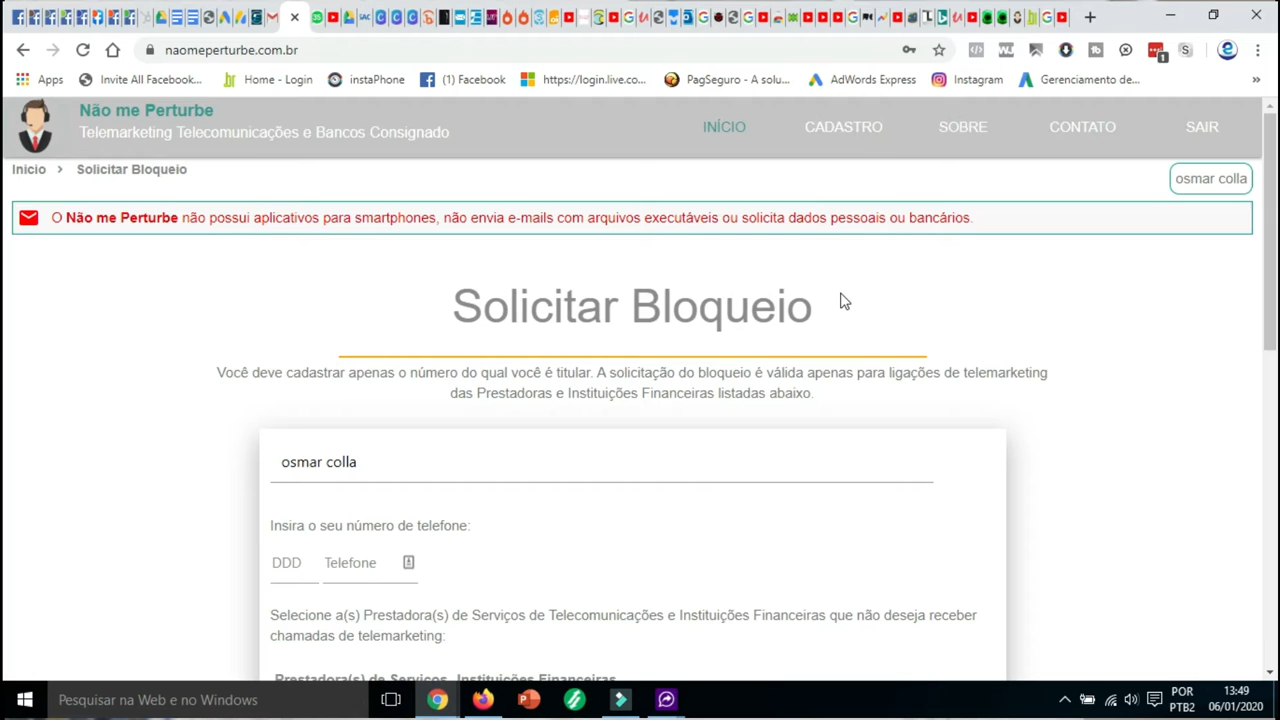 naomeperturbe.com.br
Apps
Invite All Facebook...
Home - Login
instaPhone
(1) Facebook
https://login.live.co...
PagSeguro - A solu...
AdWords Express
Instagram
Gerenciamento de...
»
Não me Perturbe
Telemarketing Telecomunicações e Bancos Consignado
INÍCIO
CADASTRO
SOBRE
CONTATO
SAIR
Inicio > Solicitar Bloqueio
osmar colla
O Não me Perturbe não possui aplicativos para smartphones, não envia e-mails com arquivos executáveis ou solicita dados pessoais ou bancários.
Solicitar Bloqueio
Você deve cadastrar apenas o número do qual você é titular. A solicitação do bloqueio é válida apenas para ligações de telemarketing
das Prestadoras e Instituições Financeiras listadas abaixo.
osmar colla
Insira o seu número de telefone:
DDD Telefone
Selecione a(s) Prestadora(s) de Serviços de Telecomunicações e Instituições Financeiras que não deseja receber
chamadas de telemarketing:
Prestadora(s) de Serviços, Instituições Financeiras
Pesquisar na Web e no Windows
POR
PTB2
13:49
06/01/2020